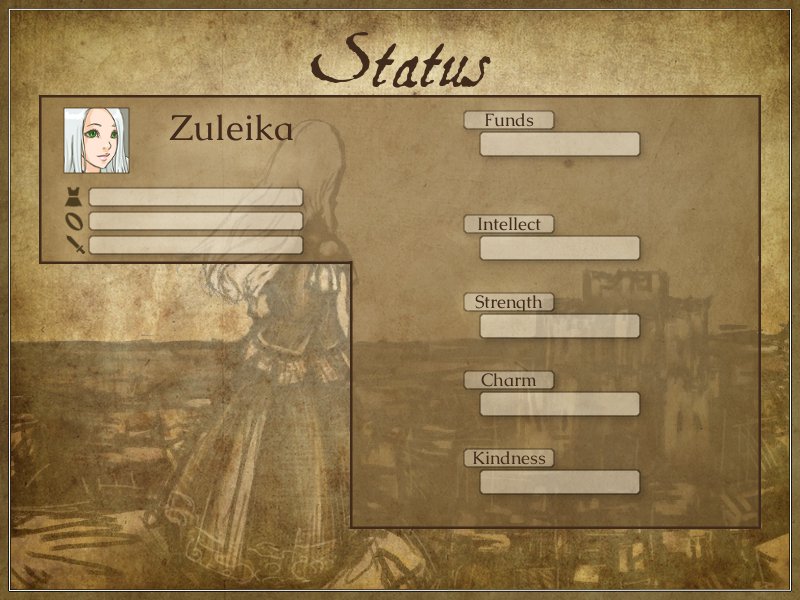 Status
Zuleika
Funds
Intellect
Strength
Charm
Kindness